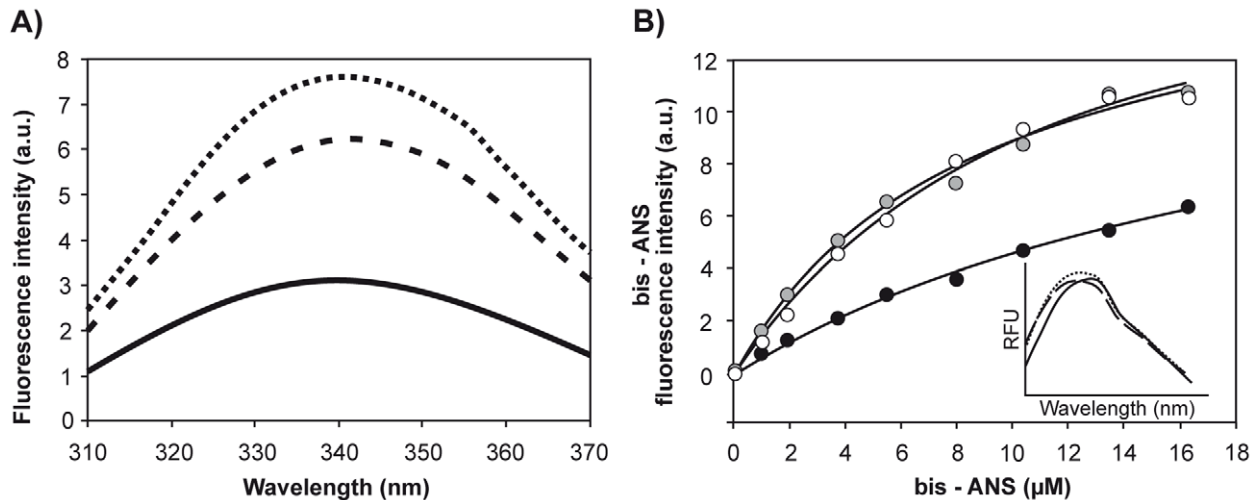 A)
Fluorescence intensity (a.u.)
8
7
6
5
4
3
2
1
0
310 320 330 340 350 360 370
Wavelength (nm)
B)
bis - ANS
fluorescence intensity (a.u.)
12
10
8
6
4
2
0
RFU
Wavelength (nm)
0 2 4 6 8 10 12 14 16 18
bis - ANS (µM)